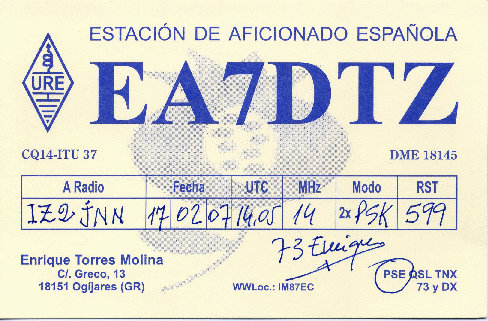 ESTACIÓN DE AFICIONADO ESPAÑOLA
URE
EA7DTZ
CQ14-ITU 37 DME 18145
A Radio Fecha UTC MHz Modo RST
IZ2JNN 17 02 07 14,05 14 2x PSK 599
73 Enrique
Enrique Torres Molina
C/. Greco, 13
18151 Ogíjares (GR)
WWLoc.: IM87EC
PSE QSL TNX
73 y DX